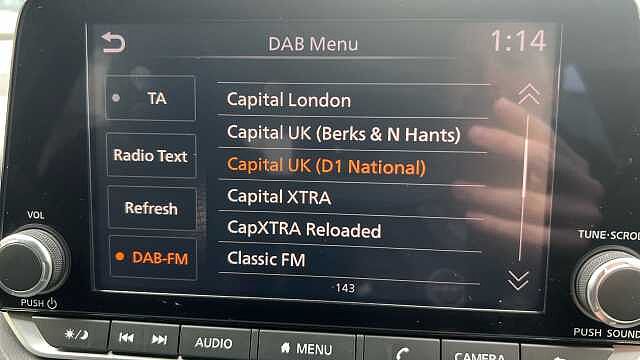 DAB Menu
1:14
TA
Radio Text
Refresh
DAB-FM
Capital London
Capital UK (Berks & N Hants)
Capital UK (D1 National)
Capital XTRA
CapXTRA Reloaded
Classic FM
143
VOL
PUSH
TUNE·SCROLL
PUSH SOUND
AUDIO
MENU
CAMERA